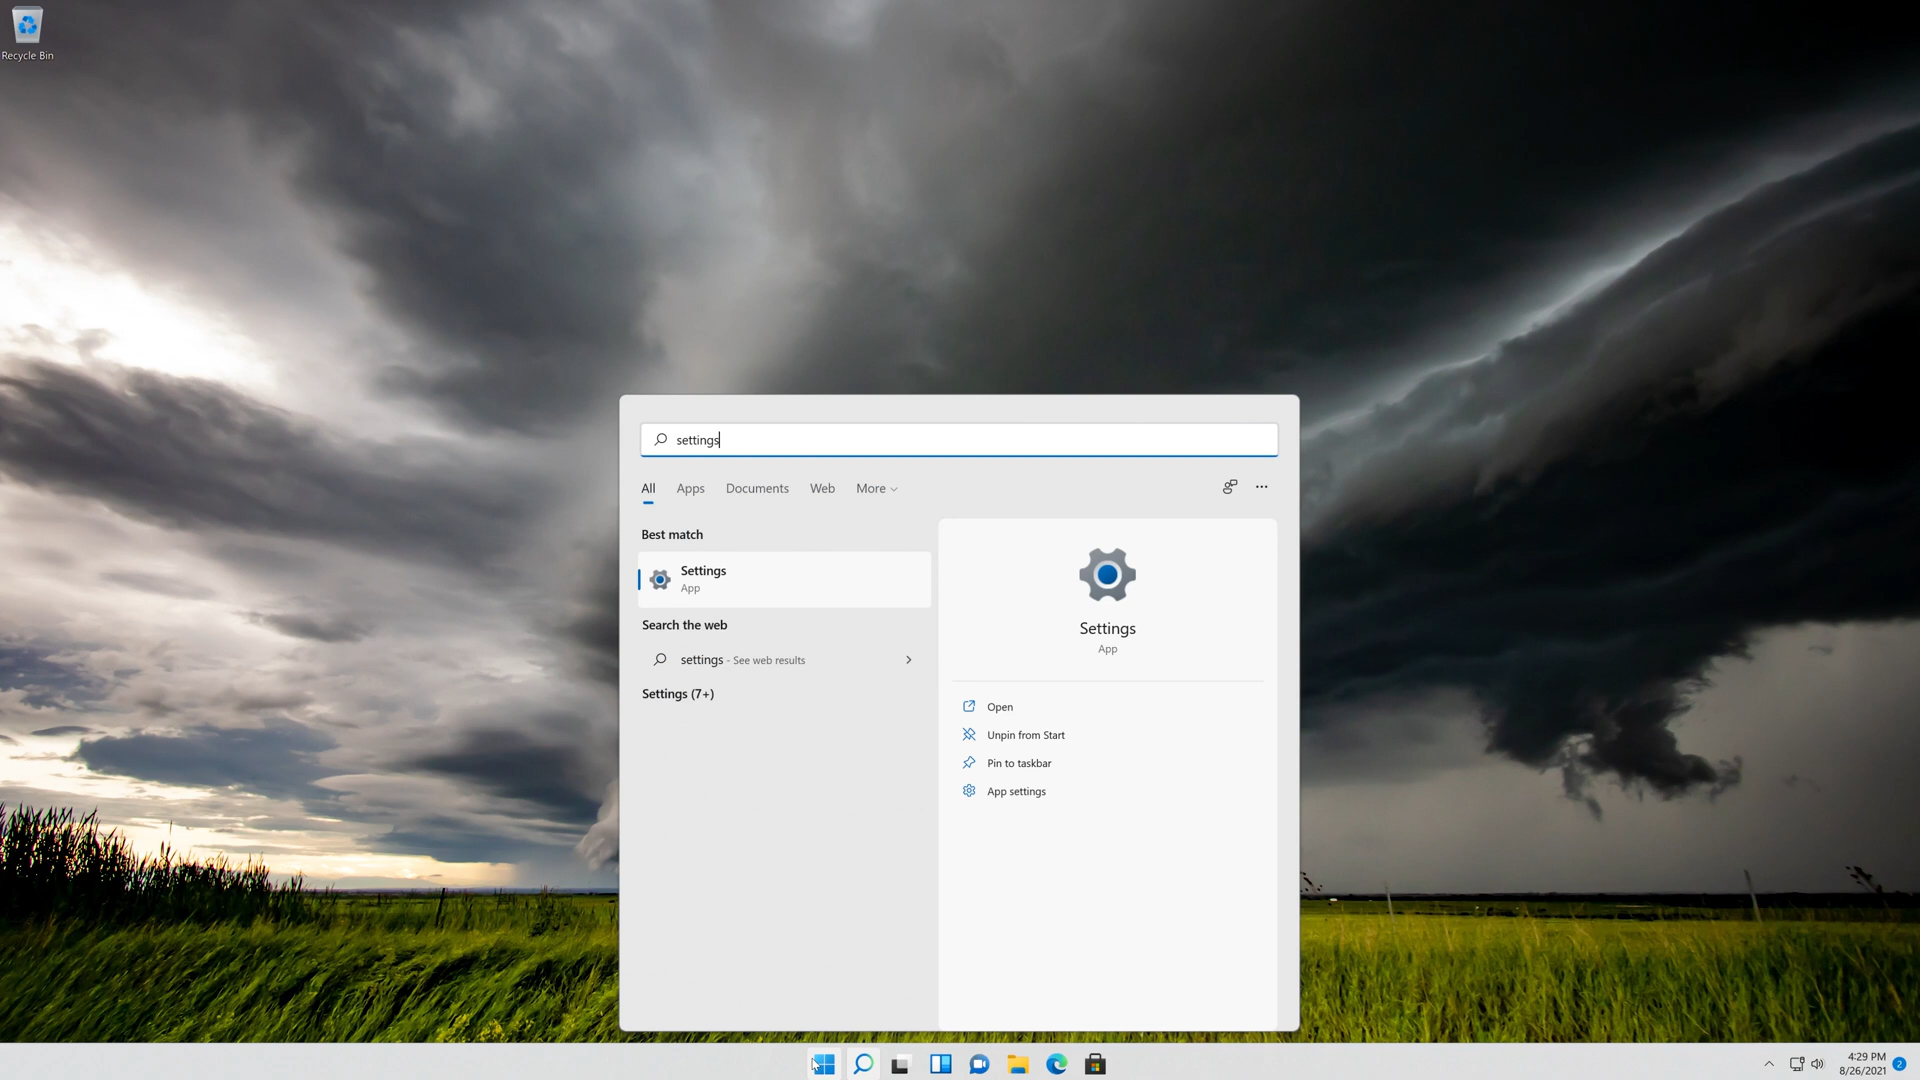 Recycle Bin
settings
All Apps Documents Web More
Best match
Settings
App
Search the web
settings - See web results
Settings (7+)
Settings
App
Open
Unpin from Start
Pin to taskbar
App settings
4:29 PM
8/26/2021
2